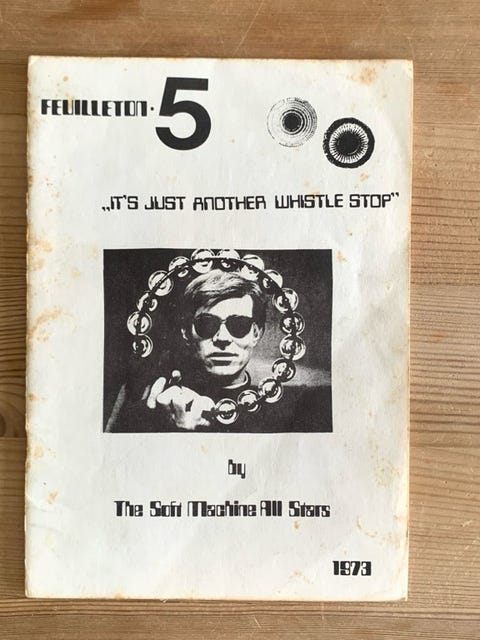 FEUILLETON · 5
„IT'S JUST ANOTHER WHISTLE STOP”
by
The Soft Machine All Stars
1973